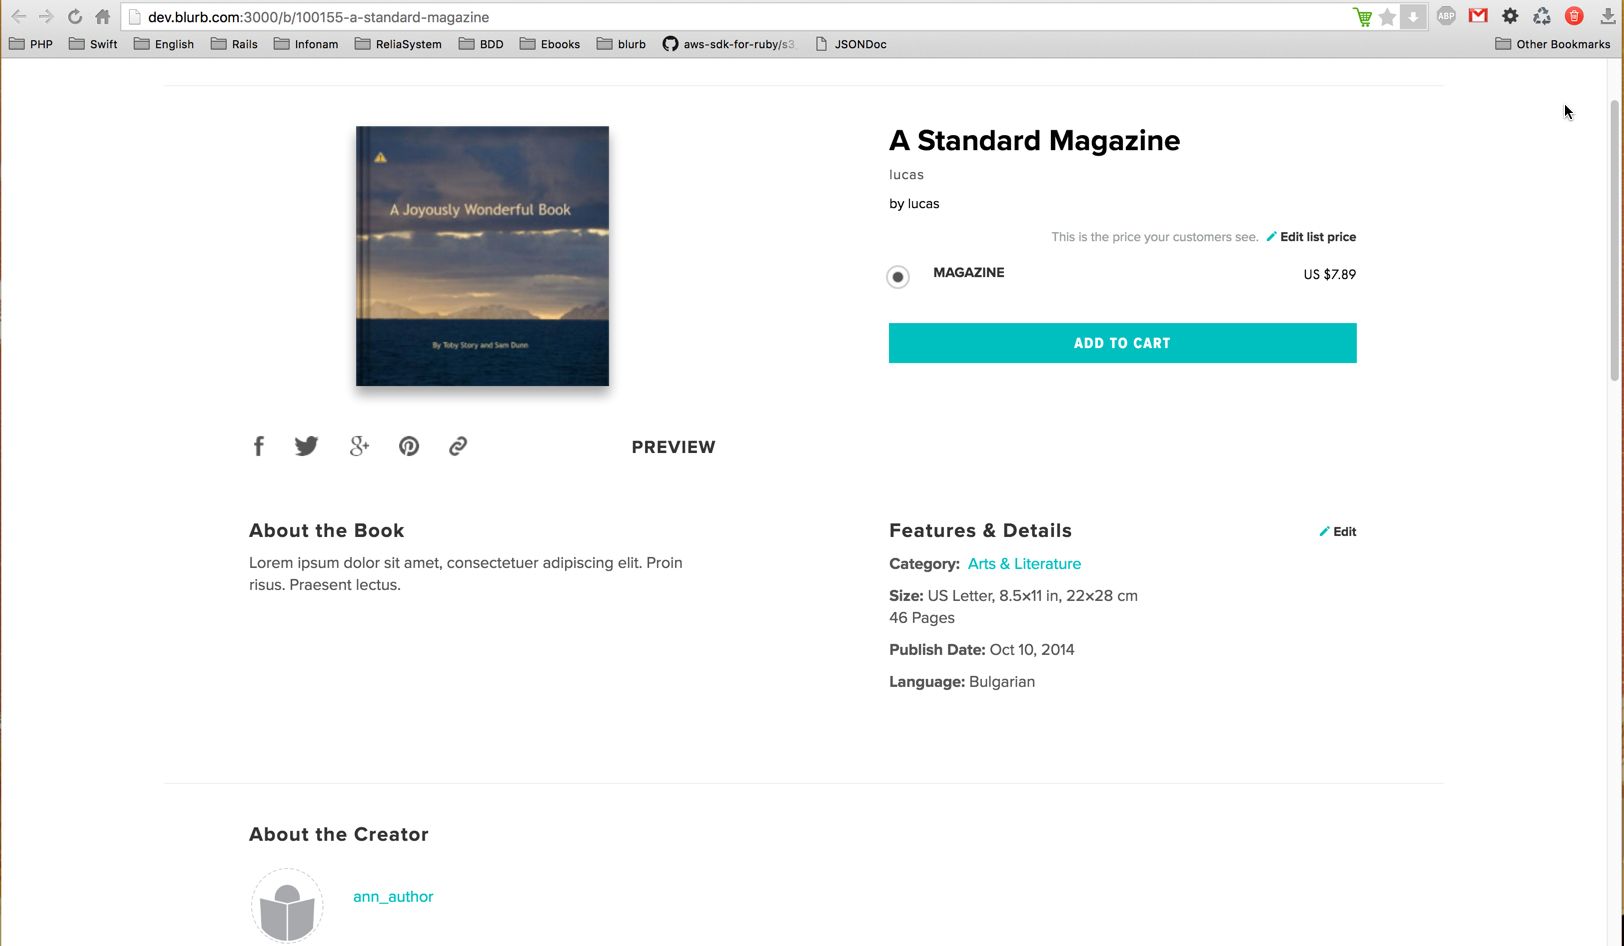 dev.blurb.com:3000/b/100155-a-standard-magazine
ABP
PHP Swift English Rails Infonam ReliaSystem BDD Ebooks blurb aws-sdk-for-ruby/s3 JSONDoc Other Bookmarks
A Joyously Wonderful Book
By Toby Story and Sam Dunn
A Standard Magazine
lucas
by lucas
This is the price your customers see. Edit list price
MAGAZINE US $7.89
ADD TO CART
PREVIEW
About the Book
Lorem ipsum dolor sit amet, consectetuer adipiscing elit. Proin
risus. Praesent lectus.
Features & Details Edit
Category: Arts & Literature
Size: US Letter, 8.5×11 in, 22×28 cm
46 Pages
Publish Date: Oct 10, 2014
Language: Bulgarian
About the Creator
ann_author